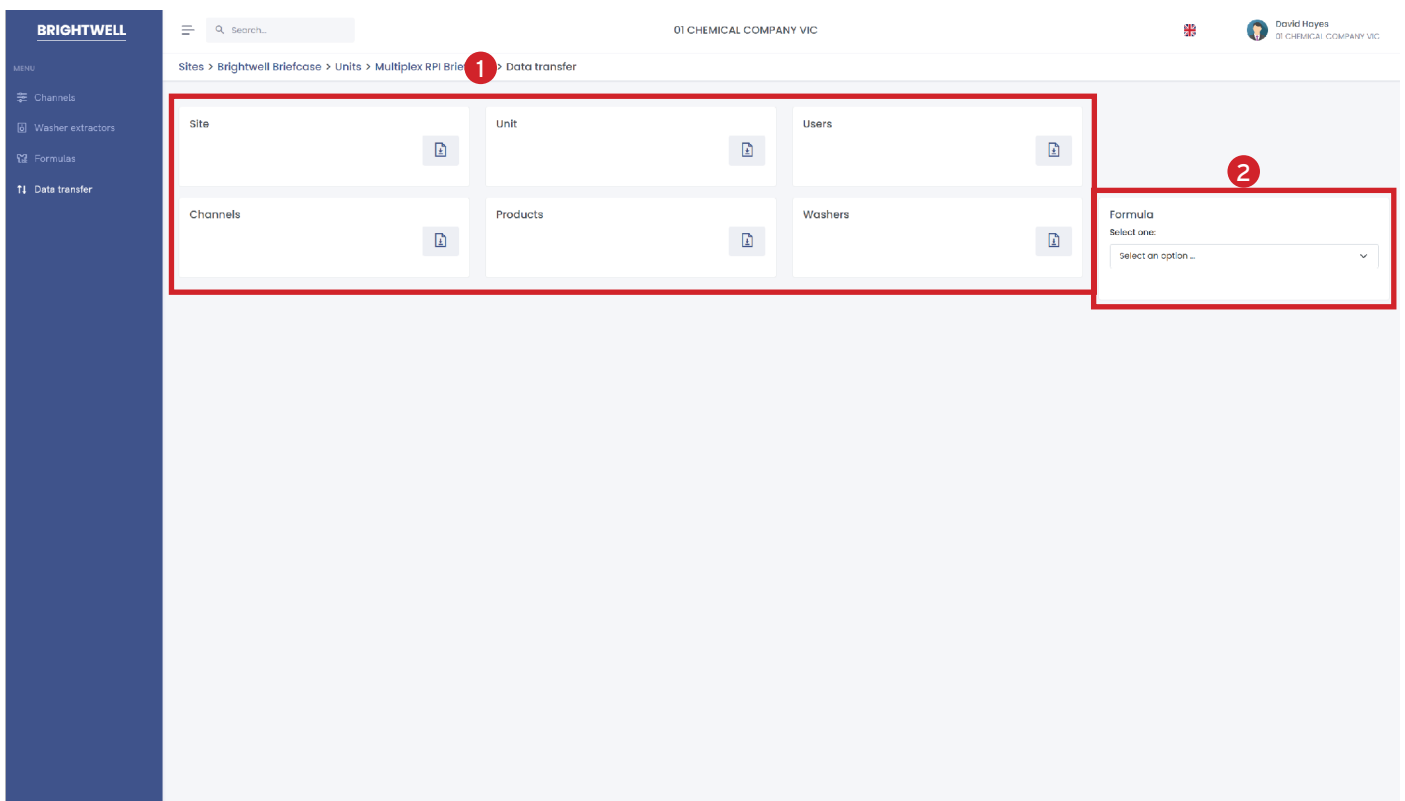 BRIGHTWELL
Search...
01 CHEMICAL COMPANY VIC
David Hayes
01 CHEMICAL COMPANY VIC
MENU
Channels
Washer extractors
Formulas
Data transfer
Sites > Brightwell Briefcase > Units > Multiplex RPI Brie > Data transfer
1
Site
Unit
Users
Channels
Products
Washers
2
Formula
Select one:
Select an option ...